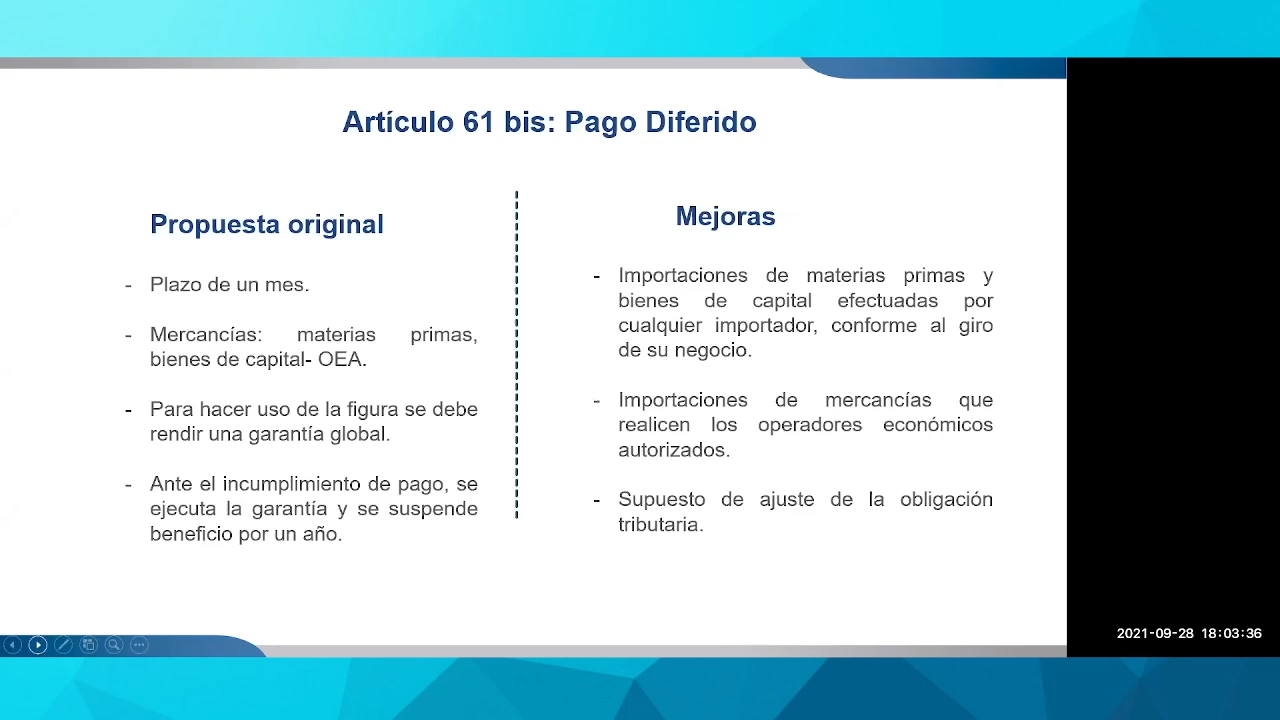 Artículo 61 bis: Pago Diferido
Propuesta original
- Plazo de un mes.
- Mercancías: materias primas,
bienes de capital- OEA.
- Para hacer uso de la figura se debe
rendir una garantía global.
- Ante el incumplimiento de pago, se
ejecuta la garantía y se suspende
beneficio por un año.
Mejoras
- Importaciones de materias primas y
bienes de capital efectuadas por
cualquier importador, conforme al giro
de su negocio.
- Importaciones de mercancías que
realicen los operadores económicos
autorizados.
- Supuesto de ajuste de la obligación
tributaria.
2021-09-28 18:03:36